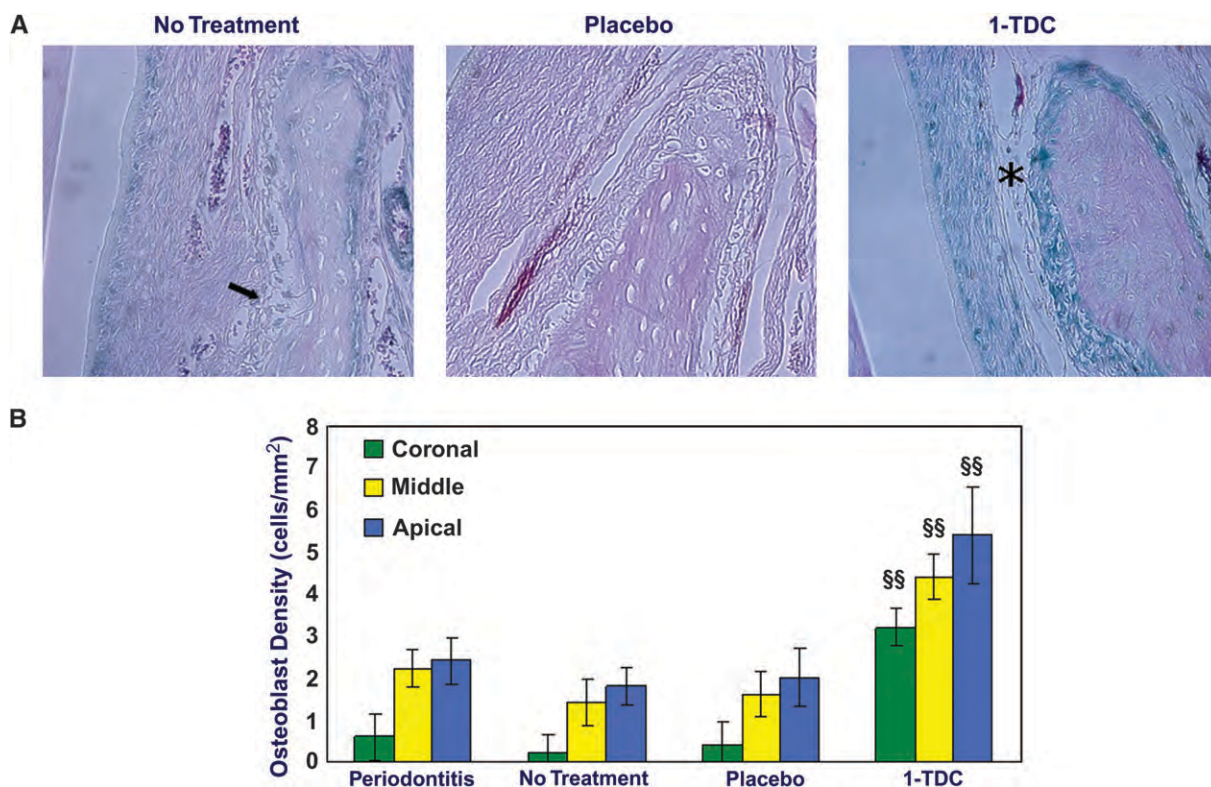 A
No Treatment
Placebo
1-TDC
*
B
Osteoblast Density (cells/mm²)
8
7
6
5
4
3
2
1
0
Coronal
Middle
Apical
§§
§§
§§
Periodontitis
No Treatment
Placebo
1-TDC